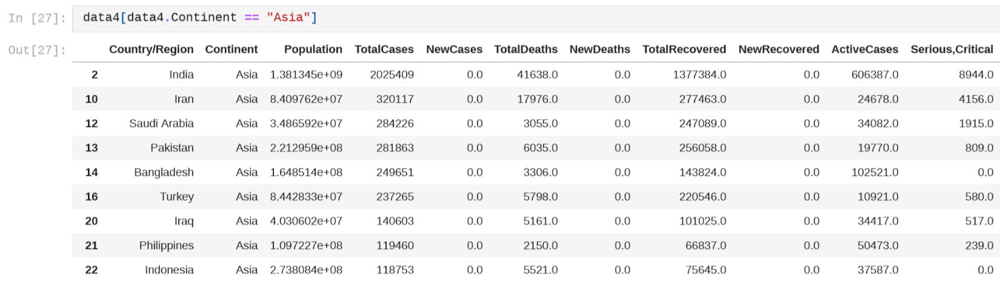 In [27]: data4[data4.Continent == "Asia"]
Out[27]:
Country/Region Continent Population TotalCases NewCases TotalDeaths NewDeaths TotalRecovered NewRecovered ActiveCases Serious,Critical
2 India Asia 1.381345e+09 2025409 0.0 41638.0 0.0 1377384.0 0.0 606387.0 8944.0
10 Iran Asia 8.409762e+07 320117 0.0 17976.0 0.0 277463.0 0.0 24678.0 4156.0
12 Saudi Arabia Asia 3.486592e+07 284226 0.0 3055.0 0.0 247089.0 0.0 34082.0 1915.0
13 Pakistan Asia 2.212959e+08 281863 0.0 6035.0 0.0 256058.0 0.0 19770.0 809.0
14 Bangladesh Asia 1.648514e+08 249651 0.0 3306.0 0.0 143824.0 0.0 102521.0 0.0
16 Turkey Asia 8.442833e+07 237265 0.0 5798.0 0.0 220546.0 0.0 10921.0 580.0
20 Iraq Asia 4.030602e+07 140603 0.0 5161.0 0.0 101025.0 0.0 34417.0 517.0
21 Philippines Asia 1.097227e+08 119460 0.0 2150.0 0.0 66837.0 0.0 50473.0 239.0
22 Indonesia Asia 2.738084e+08 118753 0.0 5521.0 0.0 75645.0 0.0 37587.0 0.0